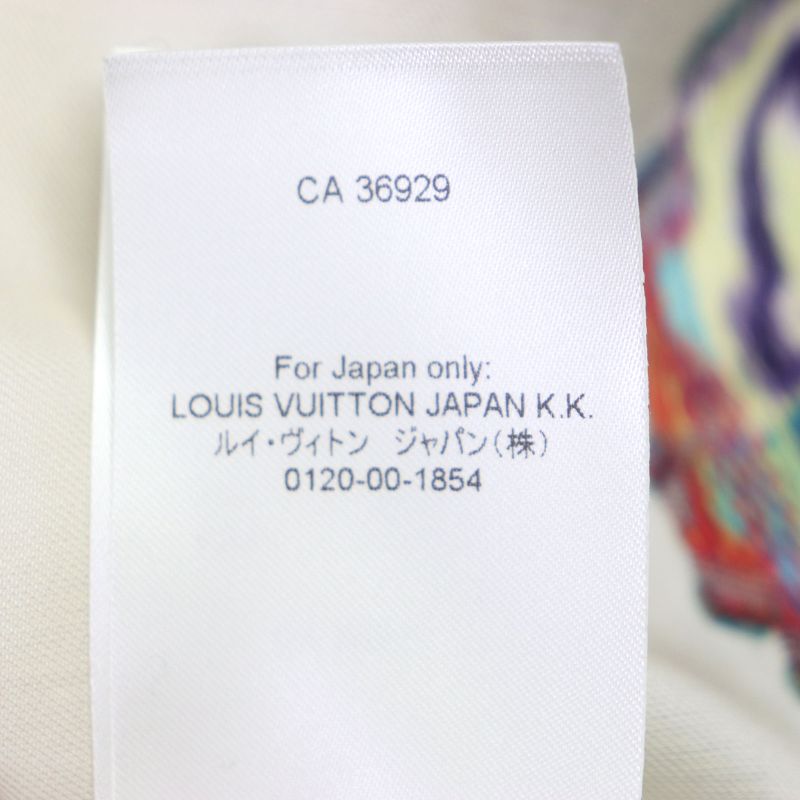 CA 36929
For Japan only:
LOUIS VUITTON JAPAN K.K.
ルイ・ヴィトン ジャパン(株)
0120-00-1854